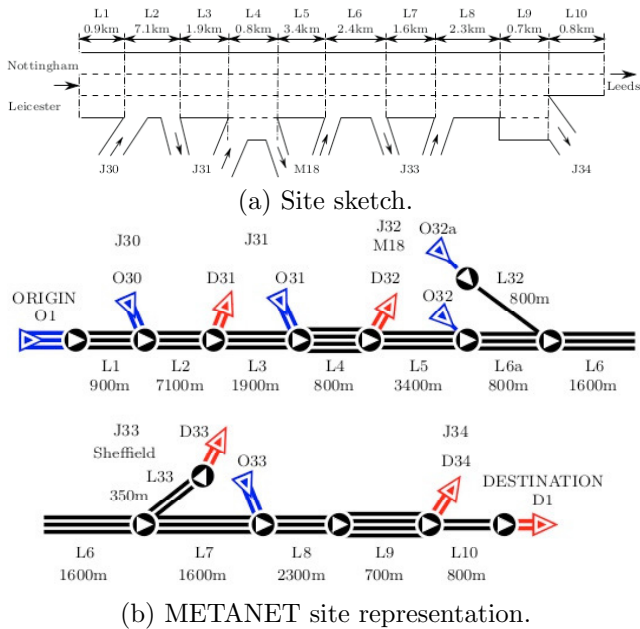 L1 L2 L3 L4 L5 L6 L7 L8 L9 L10
0.9km 7.1km 1.9km 0.8km 3.4km 2.4km 1.6km 2.3km 0.7km 0.8km
Nottingham
Leeds
Leicester
J30 J31 M18 J33 J34
(a) Site sketch.
J30 J31 J32 O32a
M18
O30 D31 O31 D32 O32 L32
800m
ORIGIN
O1
L1 L2 L3 L4 L5 L6a L6
900m 7100m 1900m 800m 3400m 800m 1600m
J33 D33 J34
Sheffield
L33 O33 D34
350m
DESTINATION
D1
L6 L7 L8 L9 L10
1600m 1600m 2300m 700m 800m
(b) METANET site representation.